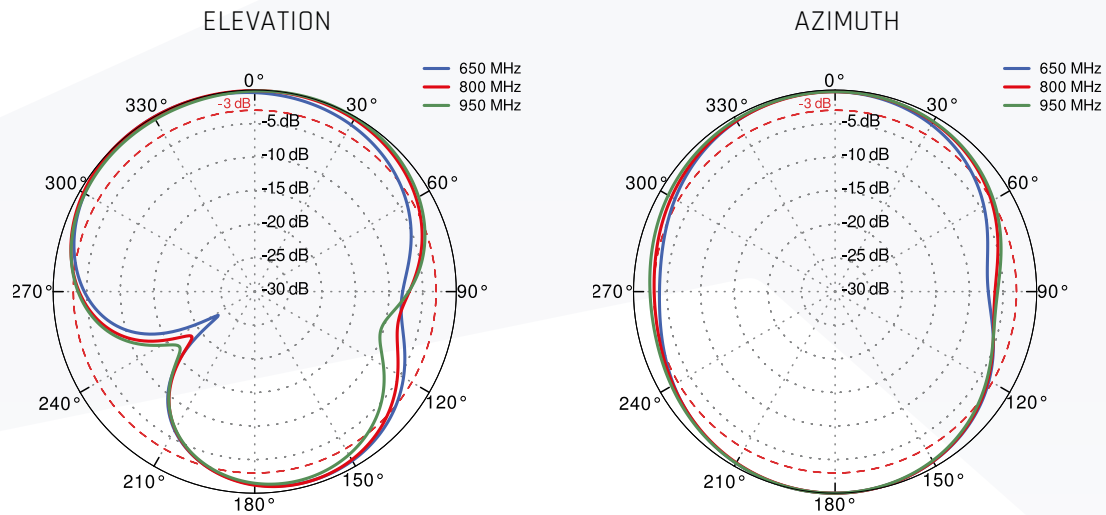 ELEVATION
650 MHz
800 MHz
950 MHz
0°
30°
60°
90°
120°
150°
180°
210°
240°
270°
300°
330°
-3 dB
-5 dB
-10 dB
-15 dB
-20 dB
-25 dB
-30 dB
AZIMUTH
650 MHz
800 MHz
950 MHz
0°
30°
60°
90°
120°
150°
180°
210°
240°
270°
300°
330°
-3 dB
-5 dB
-10 dB
-15 dB
-20 dB
-25 dB
-30 dB